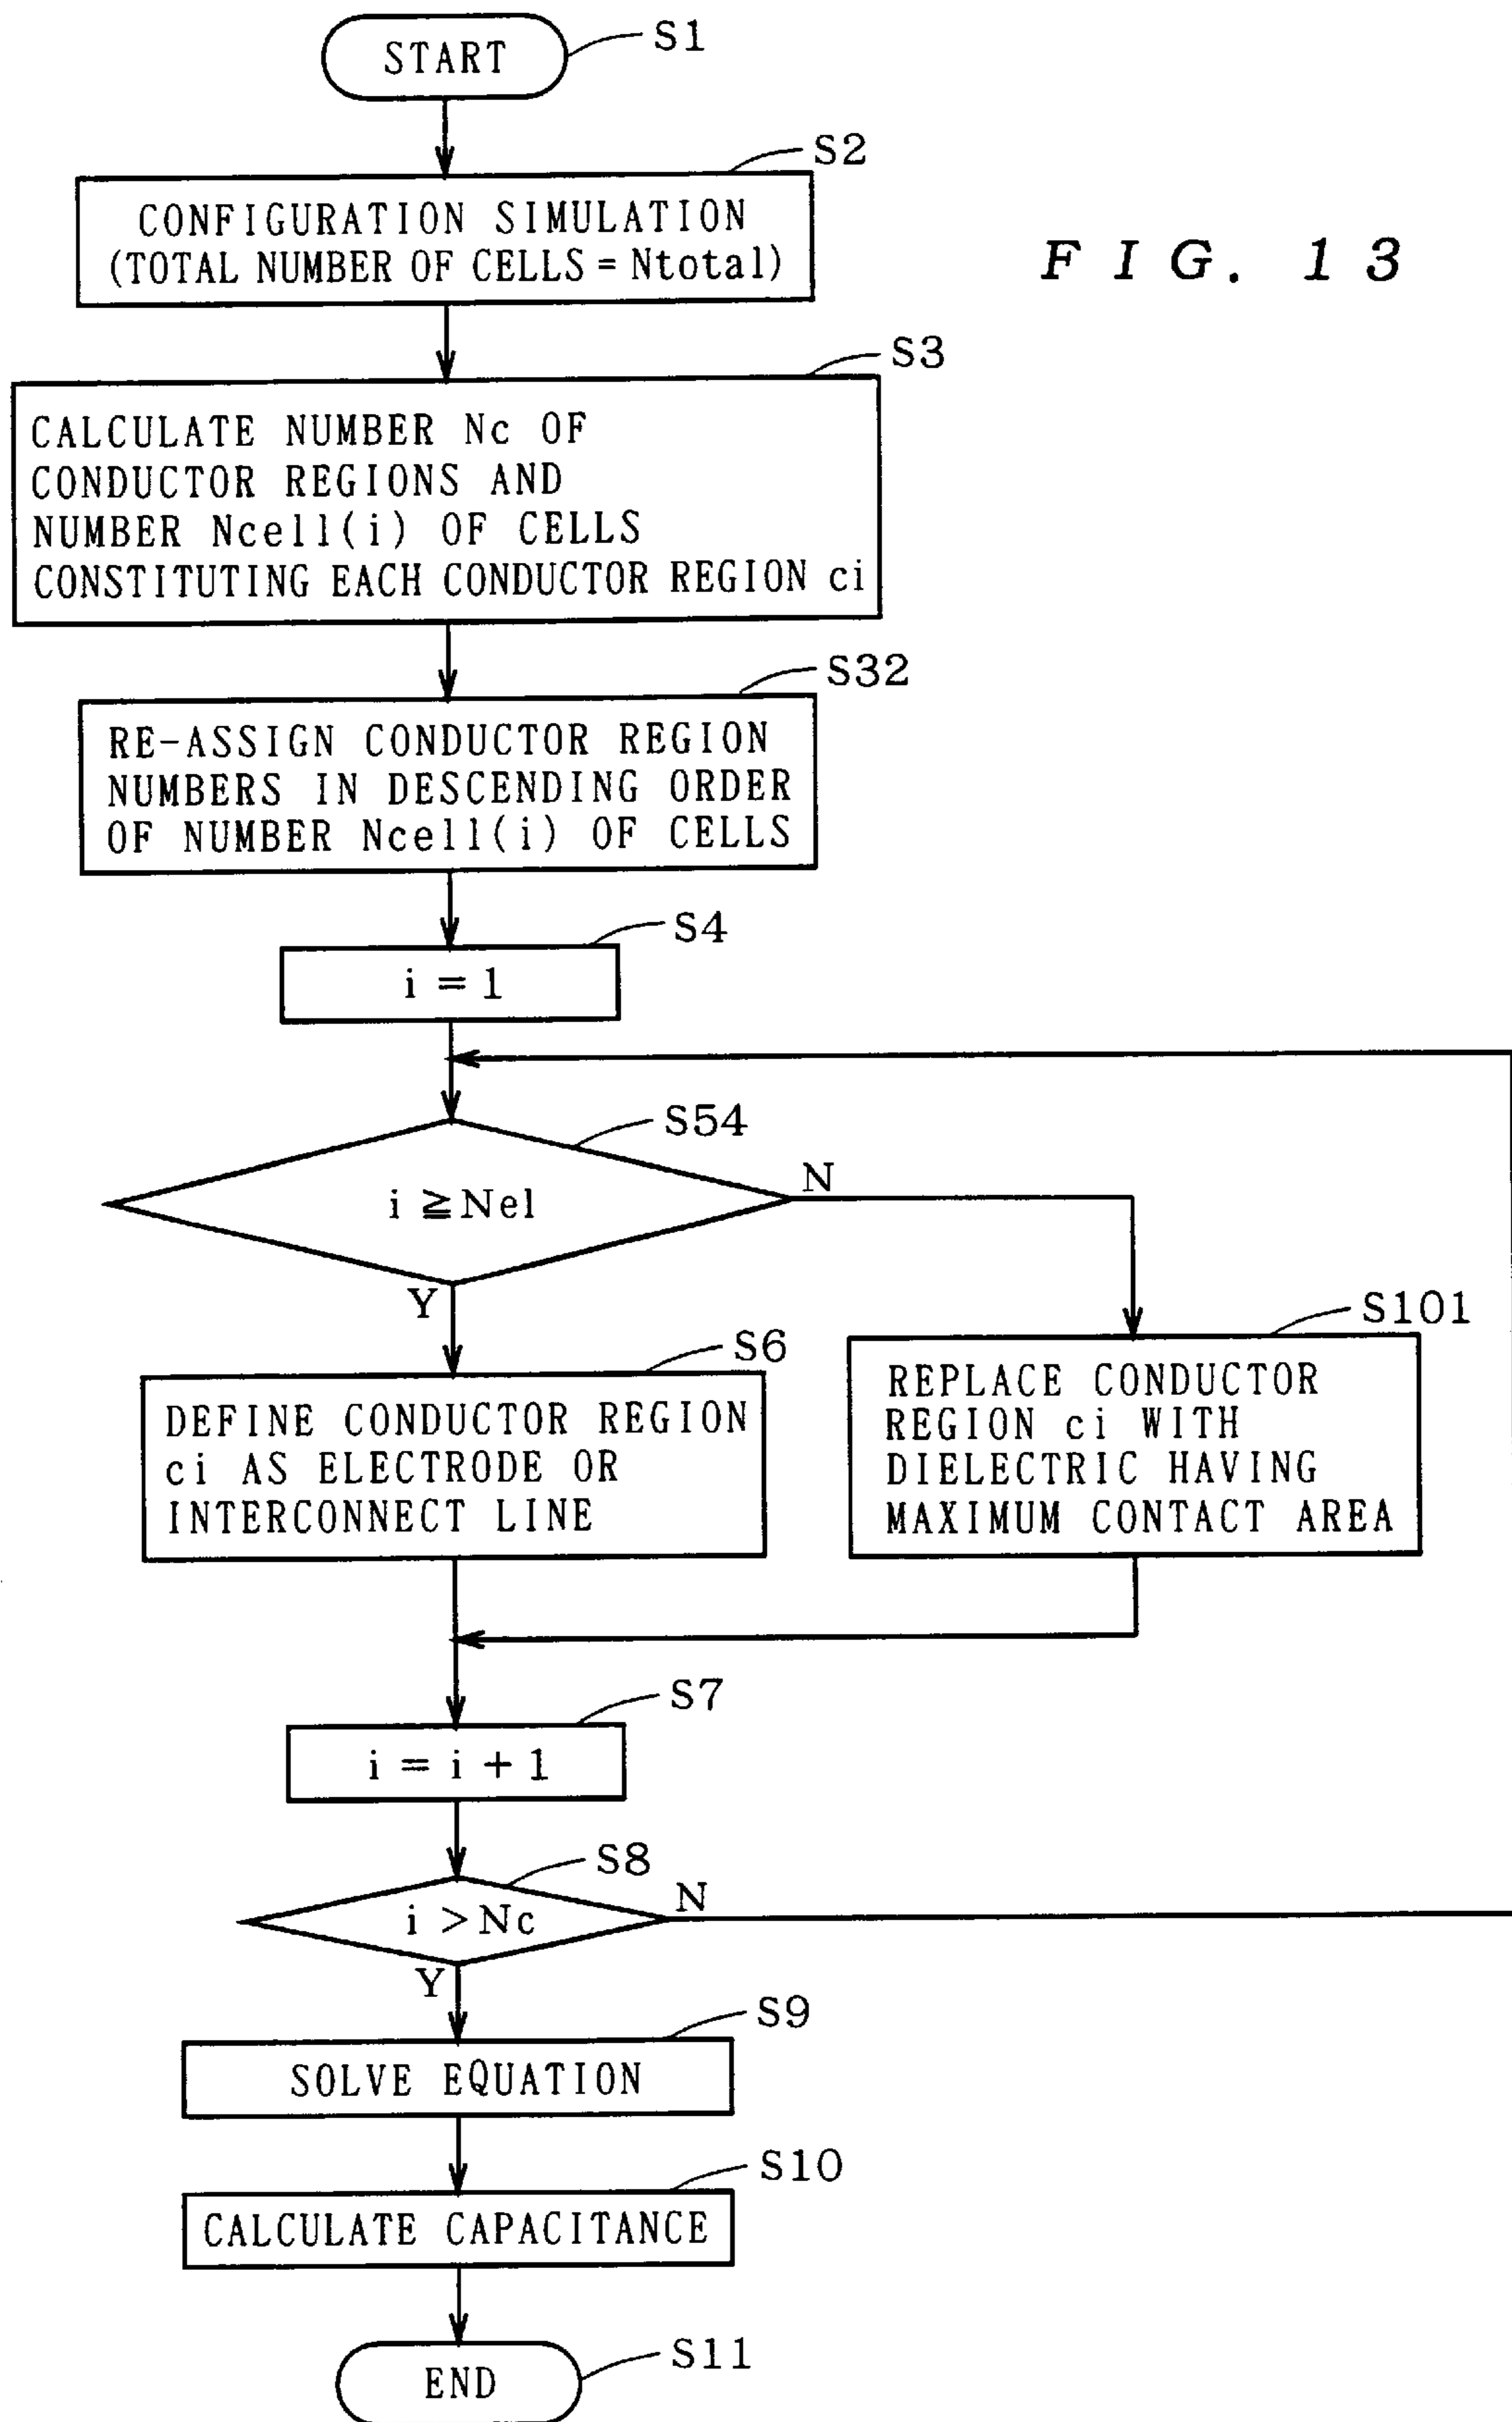 START
S1
S2
CONFIGURATION SIMULATION
(TOTAL NUMBER OF CELLS = Ntotal)
FIG. 13
S3
CALCULATE NUMBER Nc OF
CONDUCTOR REGIONS AND
NUMBER Ncell(i) OF CELLS
CONSTITUTING EACH CONDUCTOR REGION ci
S32
RE-ASSIGN CONDUCTOR REGION
NUMBERS IN DESCENDING ORDER
OF NUMBER Ncell(i) OF CELLS
S4
i = 1
S54
i ≧ Nel
N
Y
S6
DEFINE CONDUCTOR REGION
ci AS ELECTRODE OR
INTERCONNECT LINE
S101
REPLACE CONDUCTOR
REGION ci WITH
DIELECTRIC HAVING
MAXIMUM CONTACT AREA
S7
i = i + 1
S8
i > Nc
N
Y
S9
SOLVE EQUATION
S10
CALCULATE CAPACITANCE
END
S11